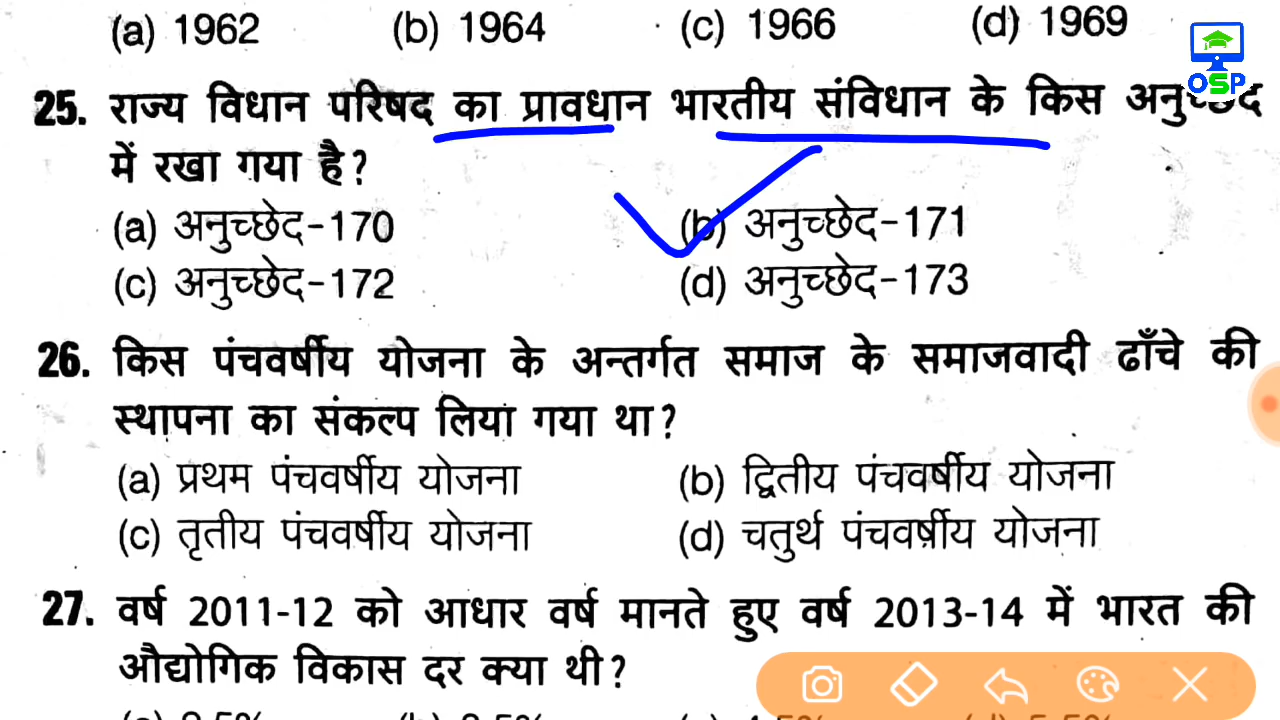 (a) 1962 (b) 1964 (c) 1966 (d) 1969
OSP
25. राज्य विधान परिषद का प्रावधान भारतीय संविधान के किस अनुच्छेद
में रखा गया है?
(a) अनुच्छेद-170 (b) अनुच्छेद-171
(c) अनुच्छेद-172 (d) अनुच्छेद-173
26. किस पंचवर्षीय योजना के अन्तर्गत समाज के समाजवादी ढाँचे की
स्थापना का संकल्प लिया गया था?
(a) प्रथम पंचवर्षीय योजना (b) द्वितीय पंचवर्षीय योजना
(c) तृतीय पंचवर्षीय योजना (d) चतुर्थ पंचवर्षीय योजना
27. वर्ष 2011-12 को आधार वर्ष मानते हुए वर्ष 2013-14 में भारत की
औद्योगिक विकास दर क्या थी?